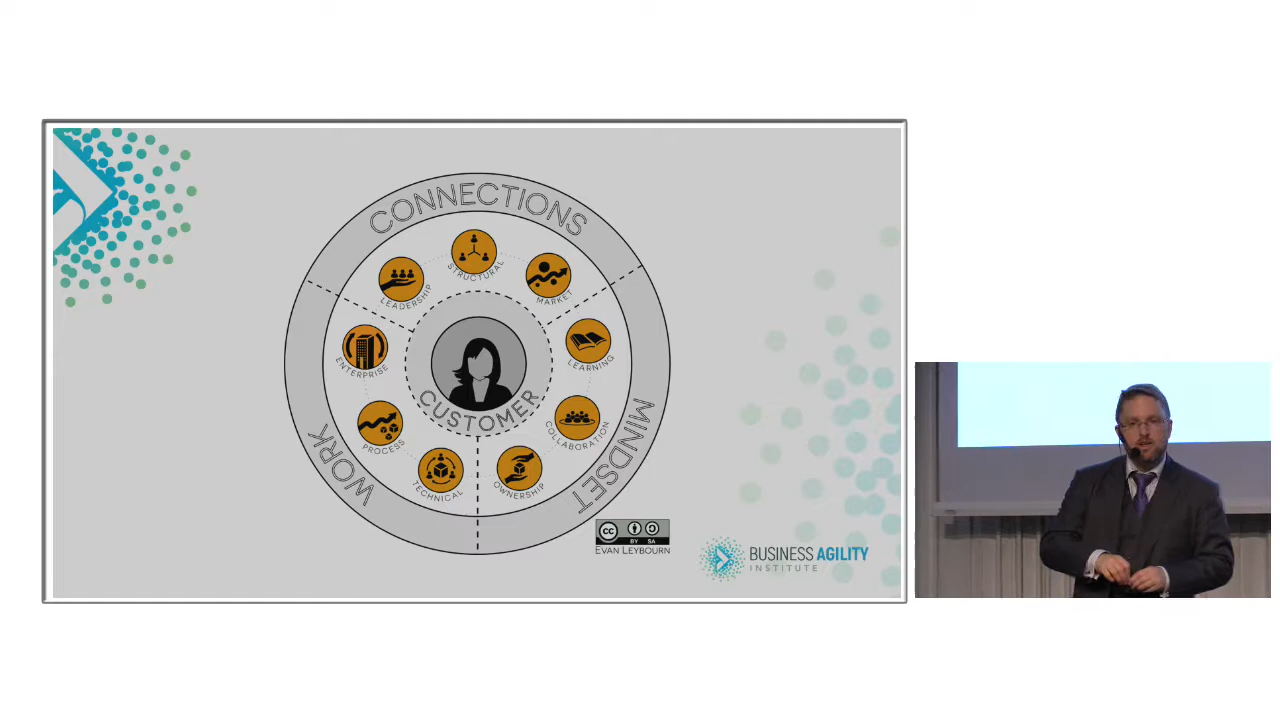 CONNECTIONS
STRUCTURAL
LEADERSHIP
MARKET
LEARNING
ENTERPRISE
CUSTOMER
COLLABORATION
PROCESS
MINDSET
WORK
TECHNICAL
OWNERSHIP
CC
BY SA
EVAN LEYBOURN
BUSINESS AGILITY
INSTITUTE